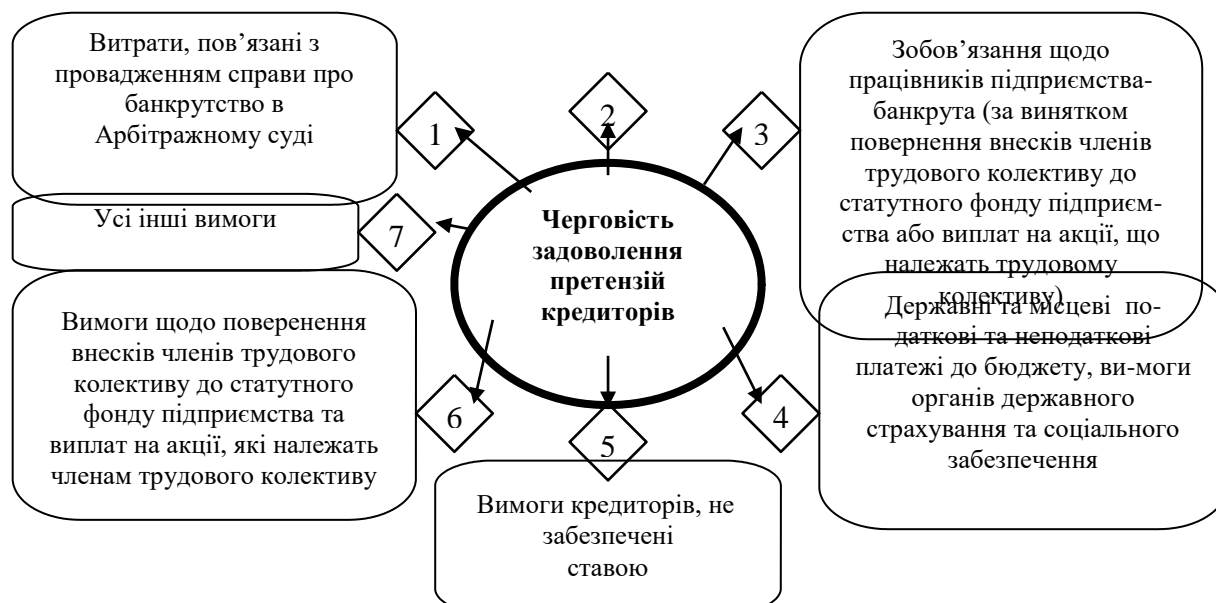 Витрати, пов’язані з
провадженням справи про
банкрутство в
Арбітражному суді
1
2
3
Зобов’язання щодо
працівників підприємства-
банкрута (за винятком
повернення внесків членів
трудового колективу до
статутного фонду підприєм-
ства або виплат на акції, що
належать трудовому
колективу)
Усі інші вимоги
7
Черговість
задоволення
претензій
кредиторів
Вимоги щодо поверенення
внесків членів трудового
колективу до статутного
фонду підприємства та
виплат на акції, які належать
членам трудового колективу
6
5
4
Державні та місцеві по-
даткові та неподаткові
платежі до бюджету, ви-моги
органів державного
страхування та соціального
забезпечення
Вимоги кредиторів, не
забезпечені
ставою